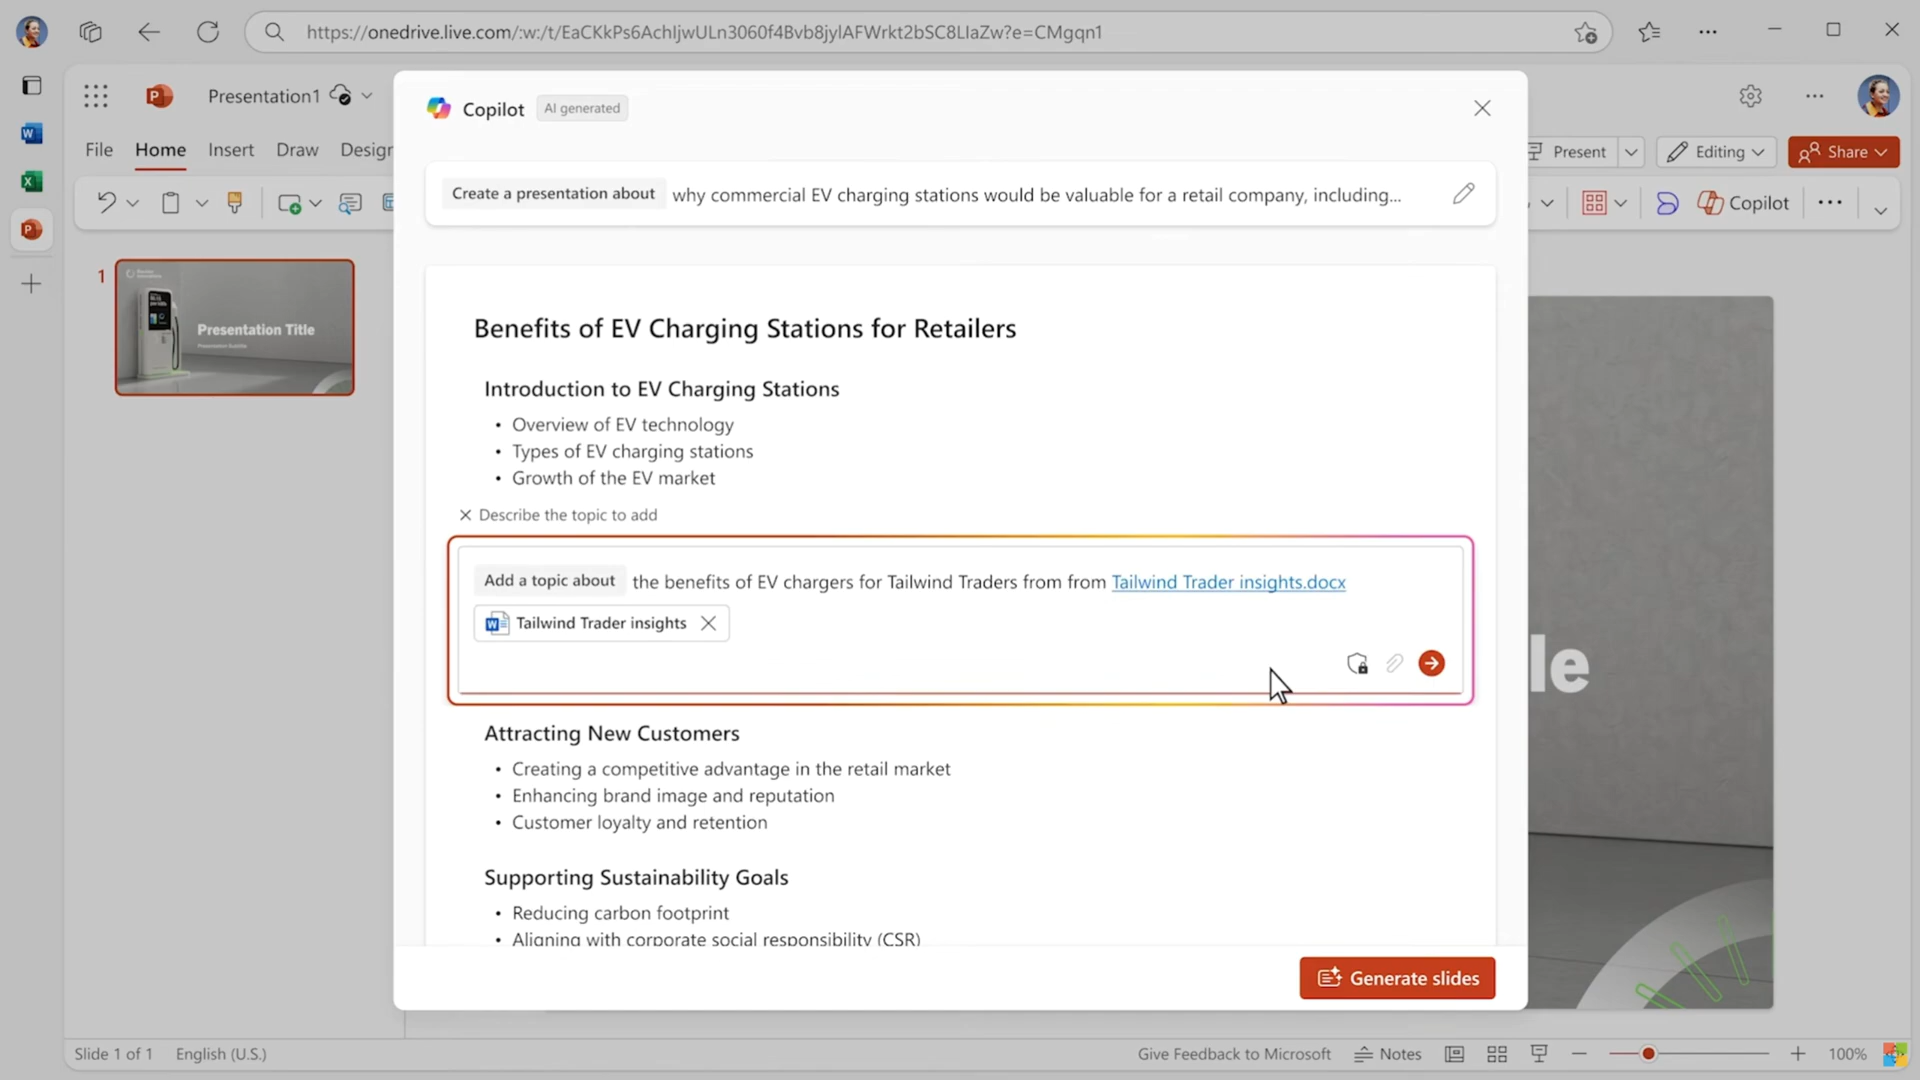 https://onedrive.live.com/:w:/t/EaCKkPs6AchIjwULn3060f4Bvb8jylAFWrkt2bSC8LIaZw?e=CMgqn1
Presentation1
File Home Insert Draw Design
Present Editing Share
Copilot
1
Presentation Title
Presentation Subtitle
Copilot AI generated
Create a presentation about why commercial EV charging stations would be valuable for a retail company, including...
Benefits of EV Charging Stations for Retailers
Introduction to EV Charging Stations
• Overview of EV technology
• Types of EV charging stations
• Growth of the EV market
Describe the topic to add
Add a topic about the benefits of EV chargers for Tailwind Traders from from Tailwind Trader insights.docx
Tailwind Trader insights
Attracting New Customers
• Creating a competitive advantage in the retail market
• Enhancing brand image and reputation
• Customer loyalty and retention
Supporting Sustainability Goals
• Reducing carbon footprint
• Aligning with corporate social responsibility (CSR)
Generate slides
le
Slide 1 of 1 English (U.S.) Give Feedback to Microsoft Notes 100%